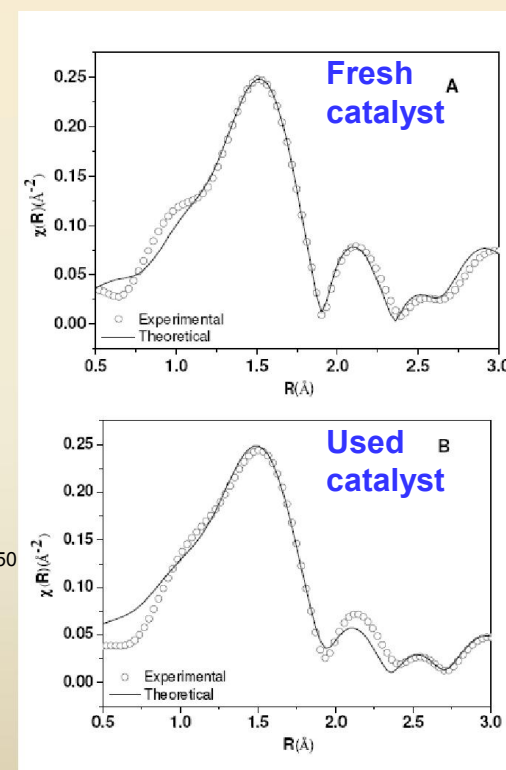 Fresh
catalyst
A
0.25
0.20
0.15
0.10
0.05
0.00
χ(R)(Å⁻²)
Experimental
Theoretical
0.5 1.0 1.5 2.0 2.5 3.0
R(Å)
Used
catalyst
B
0.25
0.20
0.15
0.10
0.05
0.00
50
χ(R)(Å⁻²)
Experimental
Theoretical
0.5 1.0 1.5 2.0 2.5 3.0
R(Å)